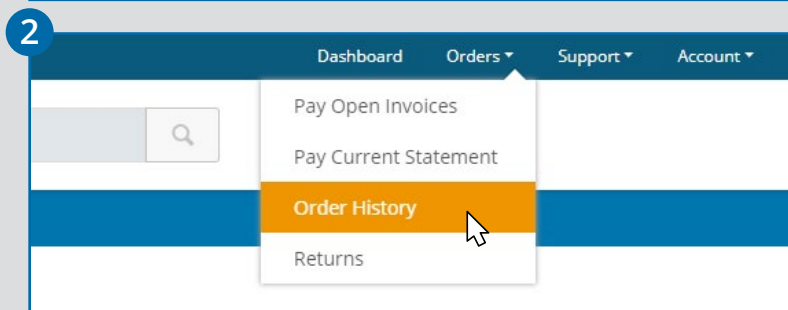 2
Dashboard Orders Support Account
Pay Open Invoices
Pay Current Statement
Order History
Returns